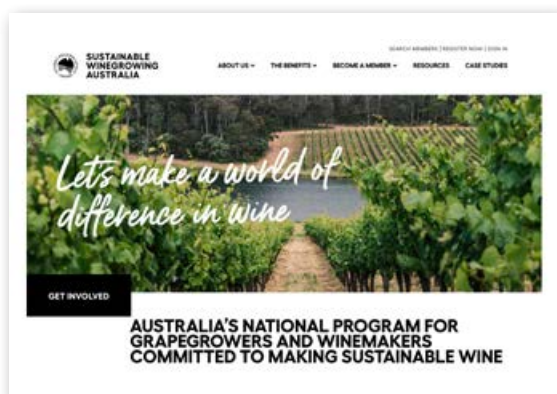 SEARCH MEMBERS | REGISTER NOW | SIGN IN
SUSTAINABLE
WINEGROWING
AUSTRALIA
ABOUT US
THE BENEFITS
BECOME A MEMBER
RESOURCES
CASE STUDIES
Let's make a world of
difference in wine
GET INVOLVED
AUSTRALIA'S NATIONAL PROGRAM FOR
GRAPEGROWERS AND WINEMAKERS
COMMITTED TO MAKING SUSTAINABLE WINE